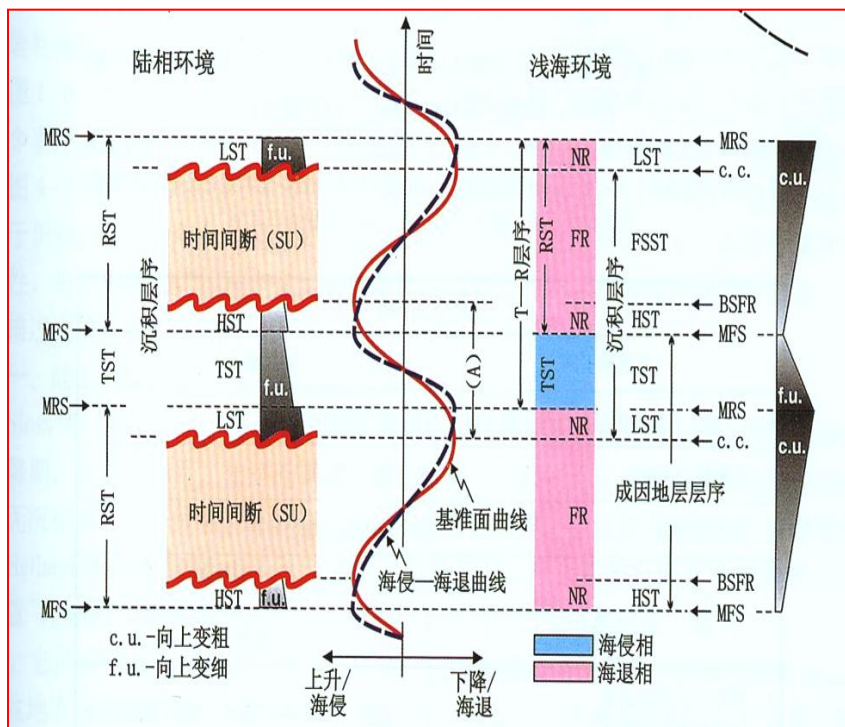 时间
陆相环境
浅海环境
MRS
LST
f.u.
NR
LST
MRS
c.c.
c.u.
RST
沉积层序
时间间断（SU）
T—R层序
RST
FR
FSST
沉积层序
HST
NR
BSFR
HST
MFS
MFS
TST
TST
f.u.
(A)
TST
TST
f.u.
MRS
LST
NR
MRS
LST
c.c.
c.u.
RST
时间间断（SU）
基准面曲线
FR
成因地层层序
海侵—海退曲线
HST
f.u.
NR
BSFR
HST
MFS
MFS
c.u.-向上变粗
f.u.-向上变细
上升/
海侵
下降/
海退
海侵相
海退相